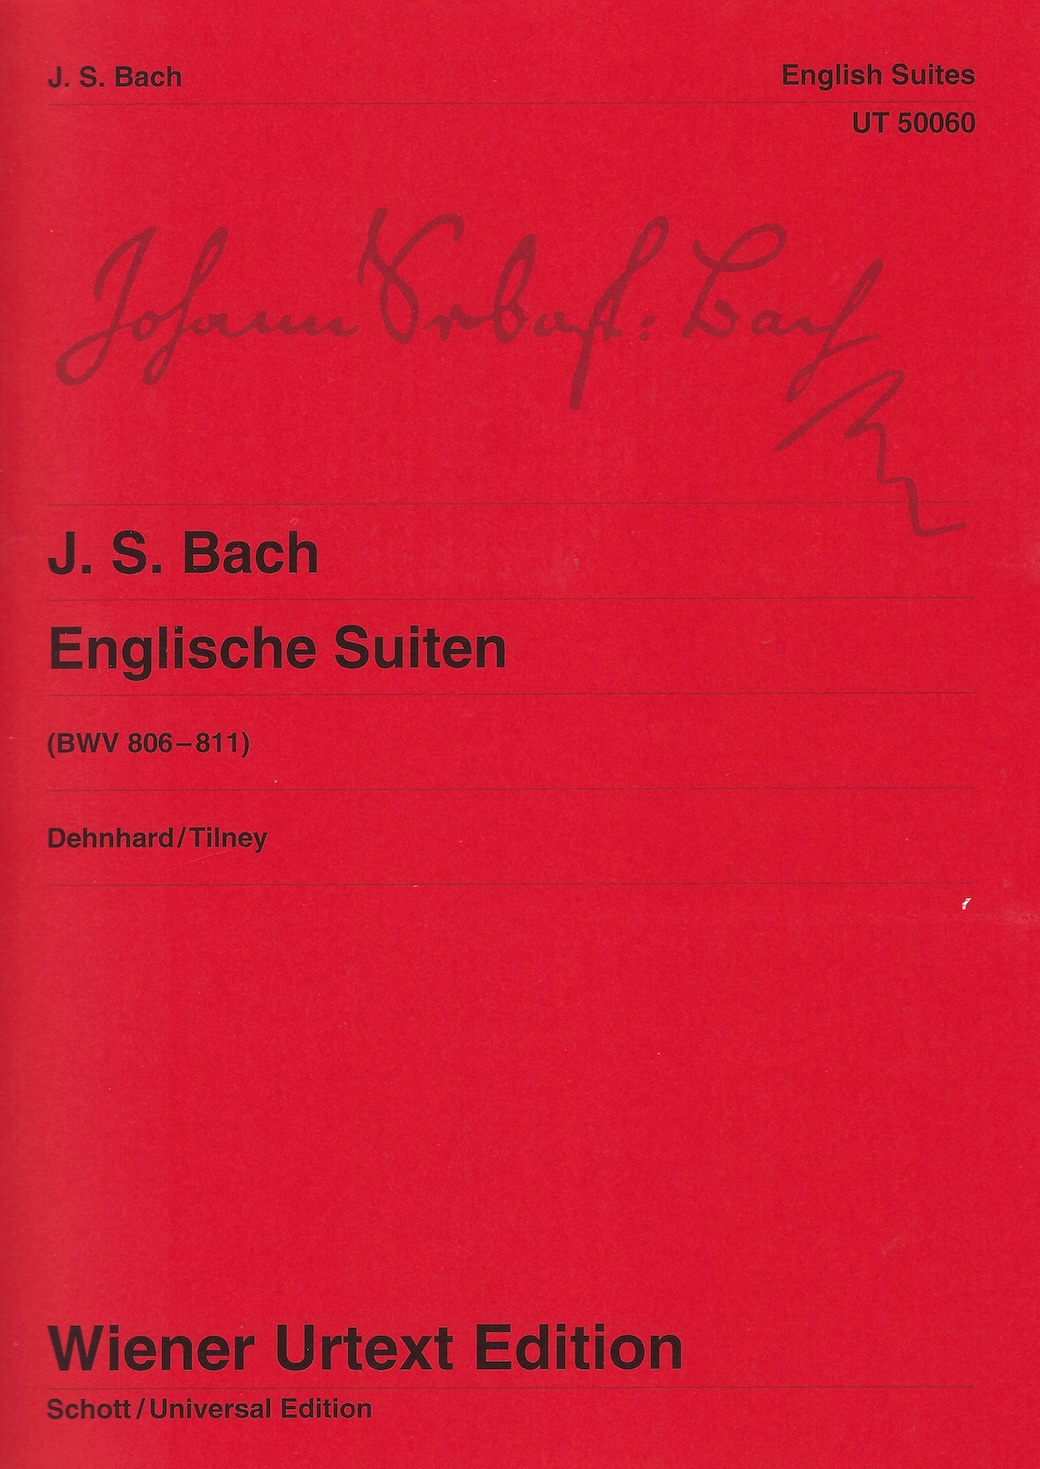 J. S. Bach
English Suites
UT 50060
Johann Sebast: Bach
J. S. Bach
Englische Suiten
(BWV 806–811)
Dehnhard/Tilney
Wiener Urtext Edition
Schott/Universal Edition